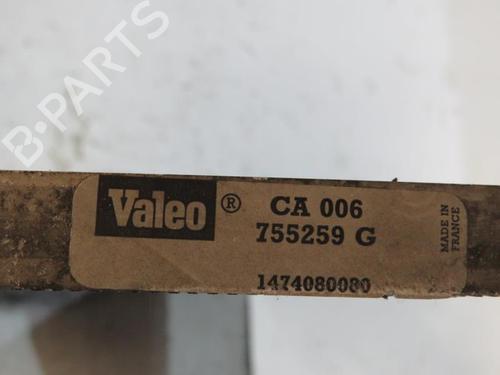 B-PARTS
Valeo ® CA 006
755259 G
1474080080
MADE IN
FRANCE